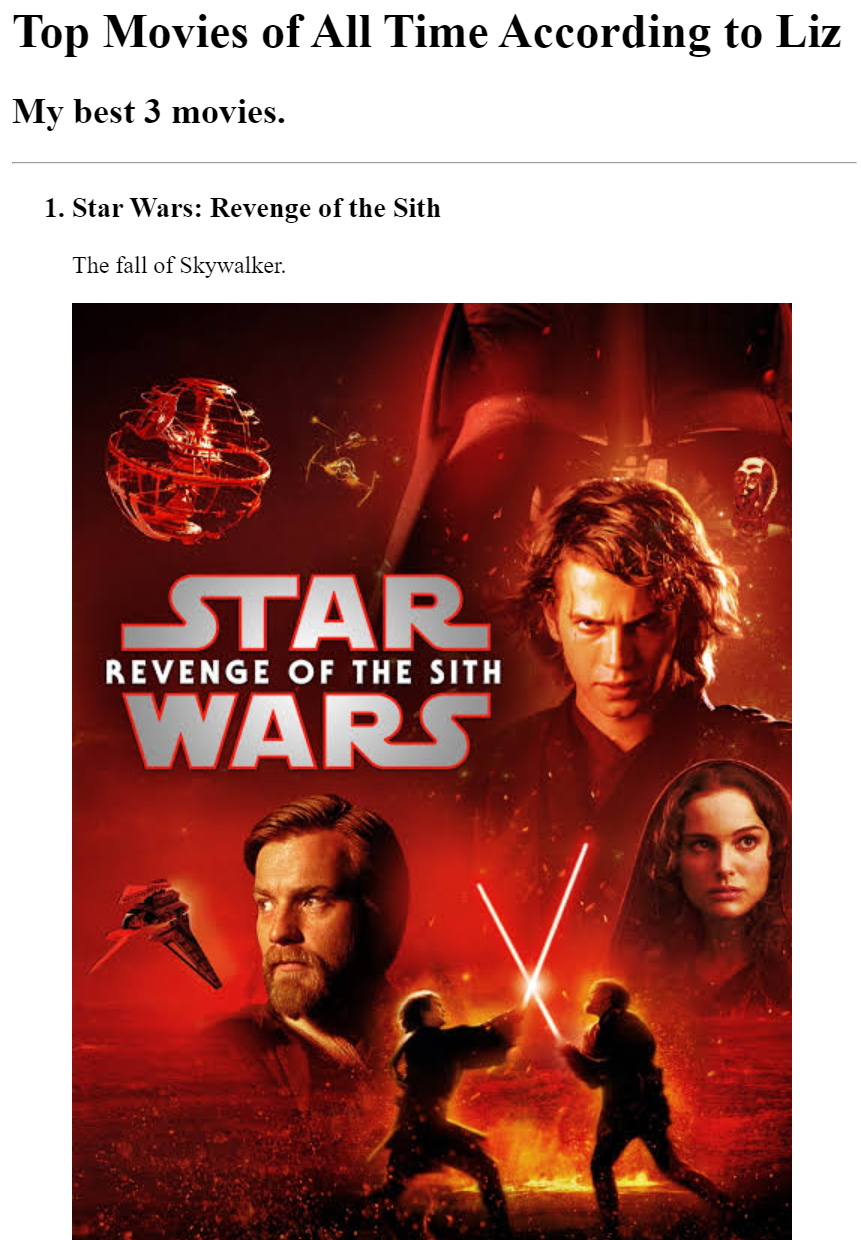 Top Movies of All Time According to Liz
My best 3 movies.
1. Star Wars: Revenge of the Sith
The fall of Skywalker.
STAR
REVENGE OF THE SITH
WARS